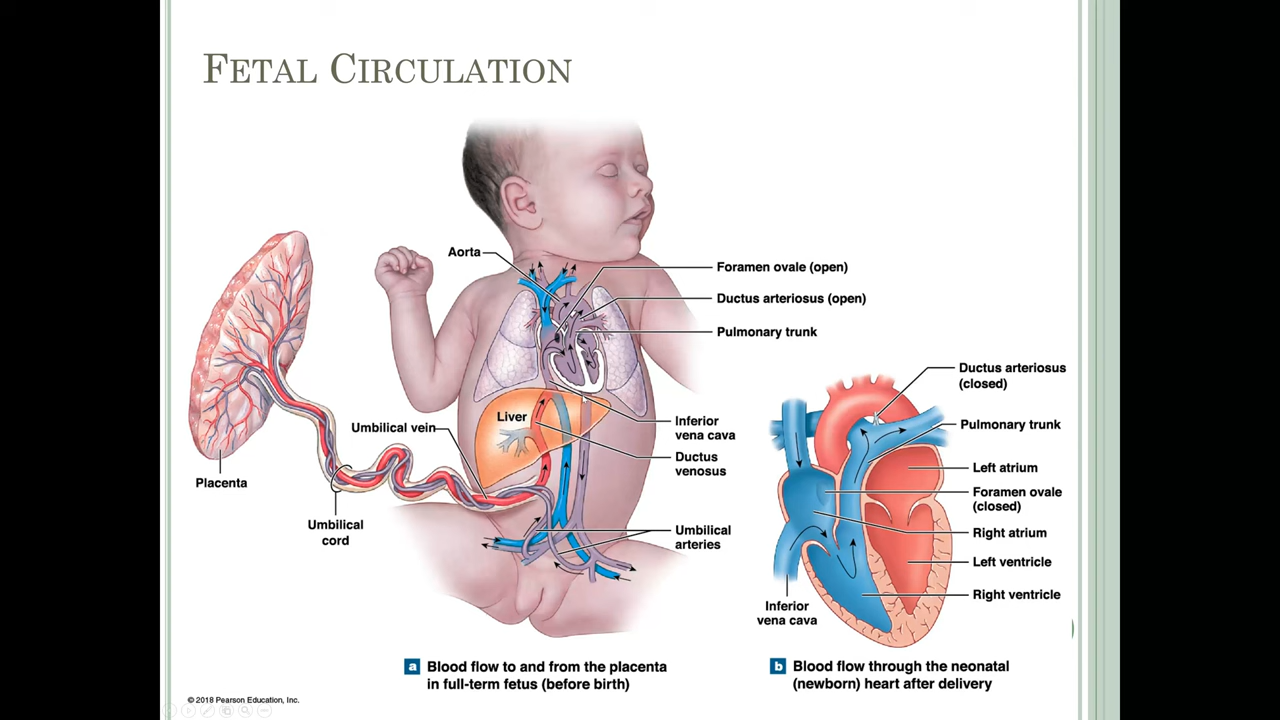 FETAL CIRCULATION
Aorta
Foramen ovale (open)
Ductus arteriosus (open)
Pulmonary trunk
Liver
Umbilical vein
Inferior
vena cava
Ductus
venosus
Placenta
Umbilical
cord
Umbilical
arteries
Ductus arteriosus
(closed)
Pulmonary trunk
Left atrium
Foramen ovale
(closed)
Right atrium
Left ventricle
Right ventricle
Inferior
vena cava
a Blood flow to and from the placenta
in full-term fetus (before birth)
b Blood flow through the neonatal
(newborn) heart after delivery
© 2018 Pearson Education, Inc.